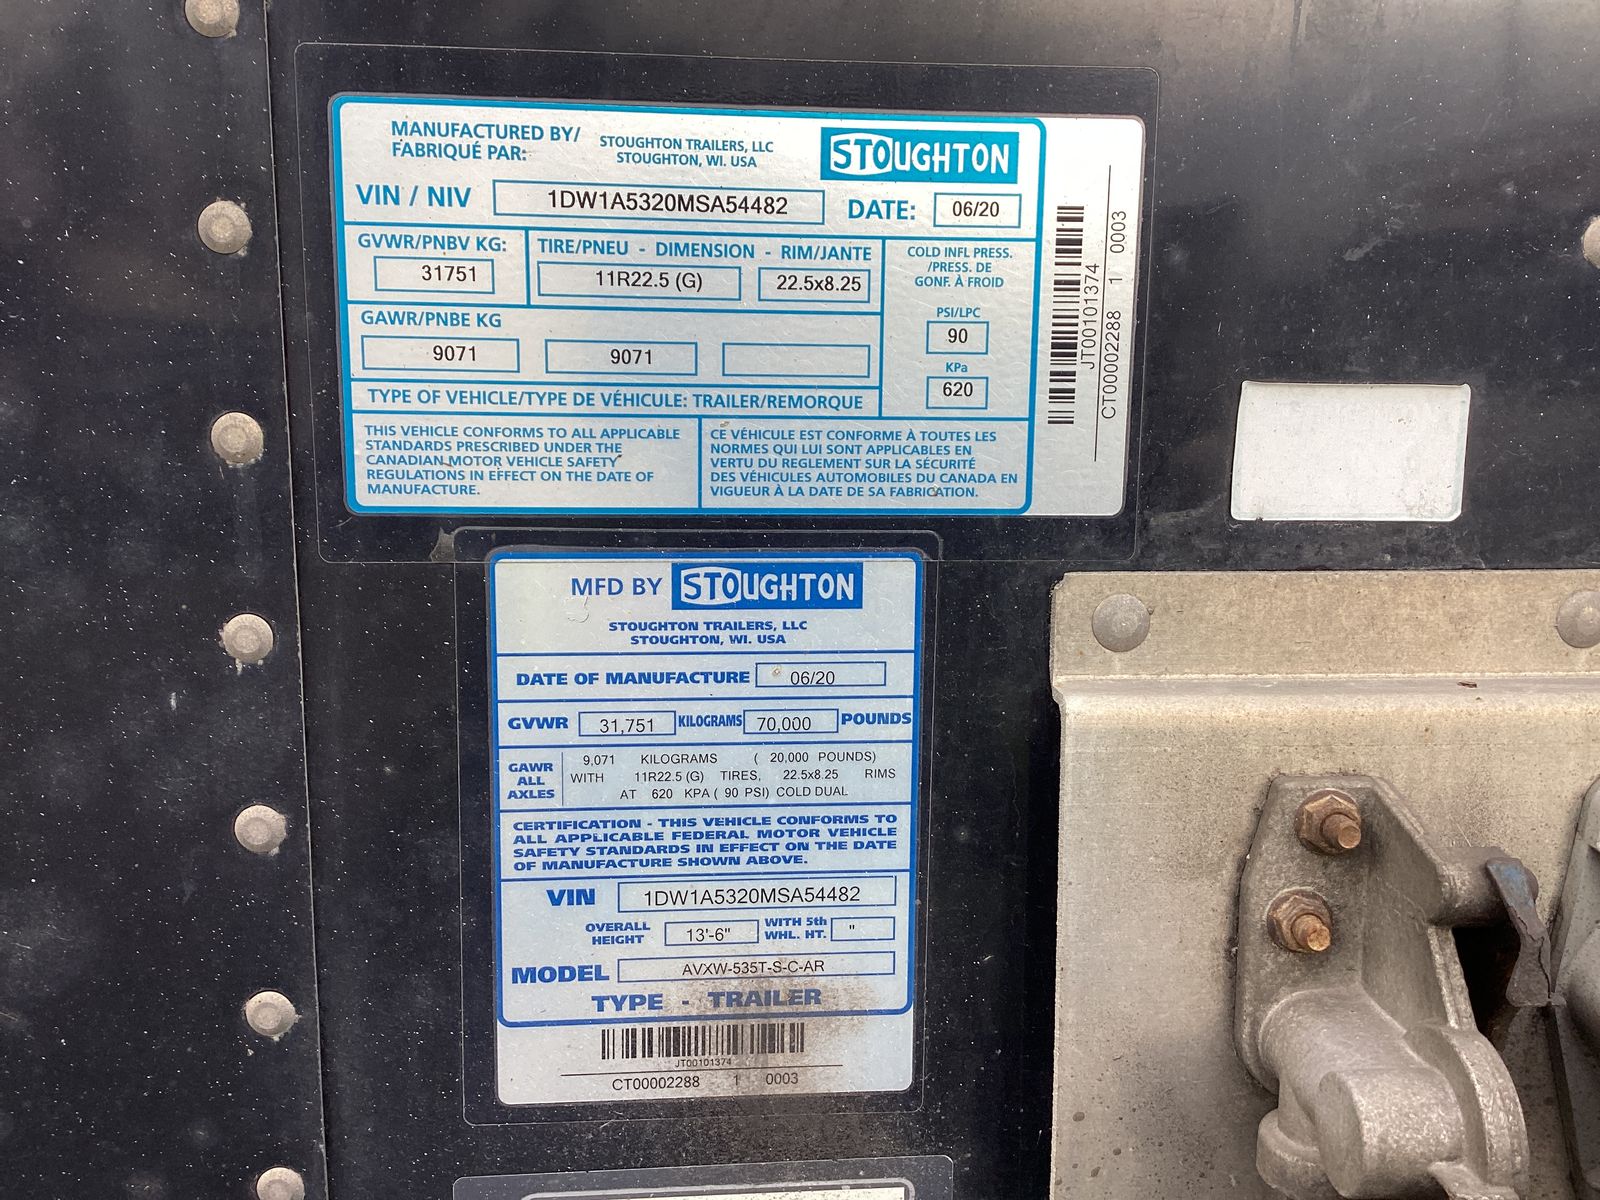 MANUFACTURED BY/
FABRIQUÉ PAR:
STOUGHTON TRAILERS, LLC
STOUGHTON, WI. USA
STOUGHTON
VIN / NIV 1DW1A5320MSA54482 DATE: 06/20
GVWR/PNBV KG:
31751
TIRE/PNEU - DIMENSION - RIM/JANTE
11R22.5 (G) 22.5x8.25
GAWR/PNBE KG
9071 9071
COLD INFL PRESS.
/PRESS. DE
GONF. À FROID
PSI/LPC
90
KPa
620
TYPE OF VEHICLE/TYPE DE VÉHICULE: TRAILER/REMORQUE
THIS VEHICLE CONFORMS TO ALL APPLICABLE
STANDARDS PRESCRIBED UNDER THE
CANADIAN MOTOR VEHICLE SAFETY
REGULATIONS IN EFFECT ON THE DATE OF
MANUFACTURE.
CE VÉHICULE EST CONFORME À TOUTES LES
NORMES QUI LUI SONT APPLICABLES EN
VERTU DU REGLEMENT SUR LA SÉCURITÉ
DES VÉHICULES AUTOMOBILES DU CANADA EN
VIGUEUR À LA DATE DE SA FABRICATION.
JT00101374
CT00002288 1 0003
MFD BY STOUGHTON
STOUGHTON TRAILERS, LLC
STOUGHTON, WI. USA
DATE OF MANUFACTURE 06/20
GVWR 31,751 KILOGRAMS 70,000 POUNDS
GAWR
ALL
AXLES
9,071 KILOGRAMS ( 20,000 POUNDS)
WITH 11R22.5 (G) TIRES, 22.5x8.25 RIMS
AT 620 KPA ( 90 PSI) COLD DUAL
CERTIFICATION - THIS VEHICLE CONFORMS TO
ALL APPLICABLE FEDERAL MOTOR VEHICLE
SAFETY STANDARDS IN EFFECT ON THE DATE
OF MANUFACTURE SHOWN ABOVE.
VIN 1DW1A5320MSA54482
OVERALL
HEIGHT
13'-6"
WITH 5th
WHL. HT.
"
MODEL AVXW-535T-S-C-AR
TYPE - TRAILER
JT00101374
CT00002288 1 0003